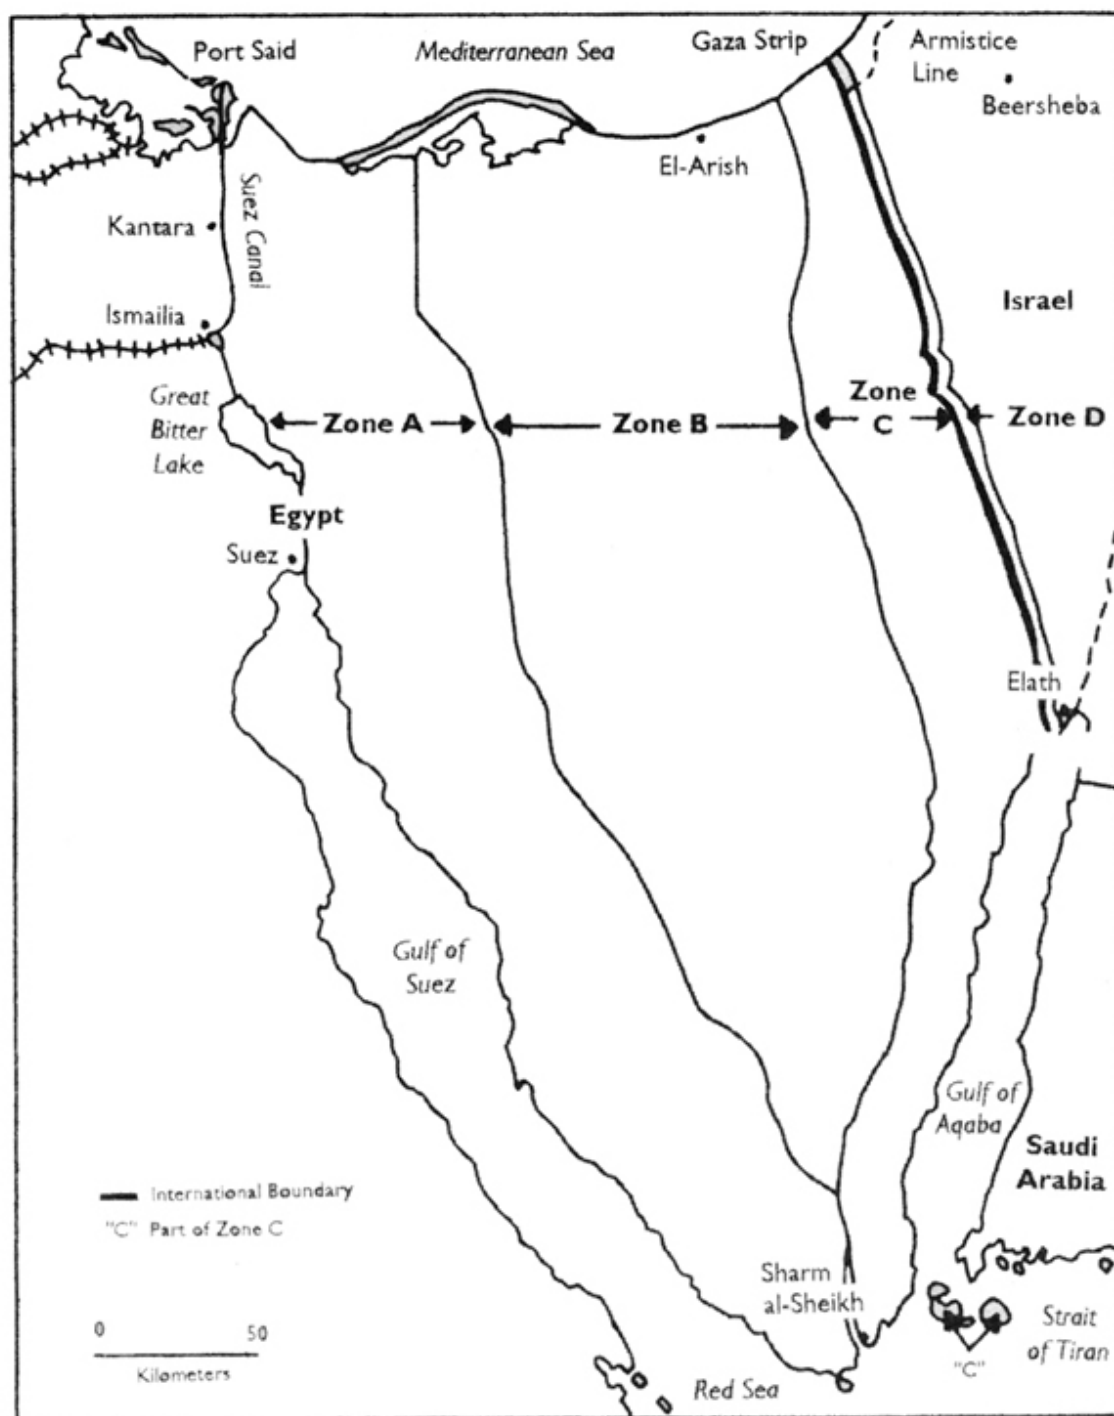 Port Said
Mediterranean Sea
Gaza Strip
Armistice
Line
Beersheba
El-Arish
Suez Canal
Kantara
Ismailia
Israel
Great
Bitter
Lake
Zone A
Zone B
Zone
C
Zone D
Egypt
Suez
Elath
Gulf of
Suez
Gulf of
Aqaba
Saudi
Arabia
International Boundary
"C" Part of Zone C
Sharm
al-Sheikh
Strait
of Tiran
"C"
0 50
Kilometers
Red Sea